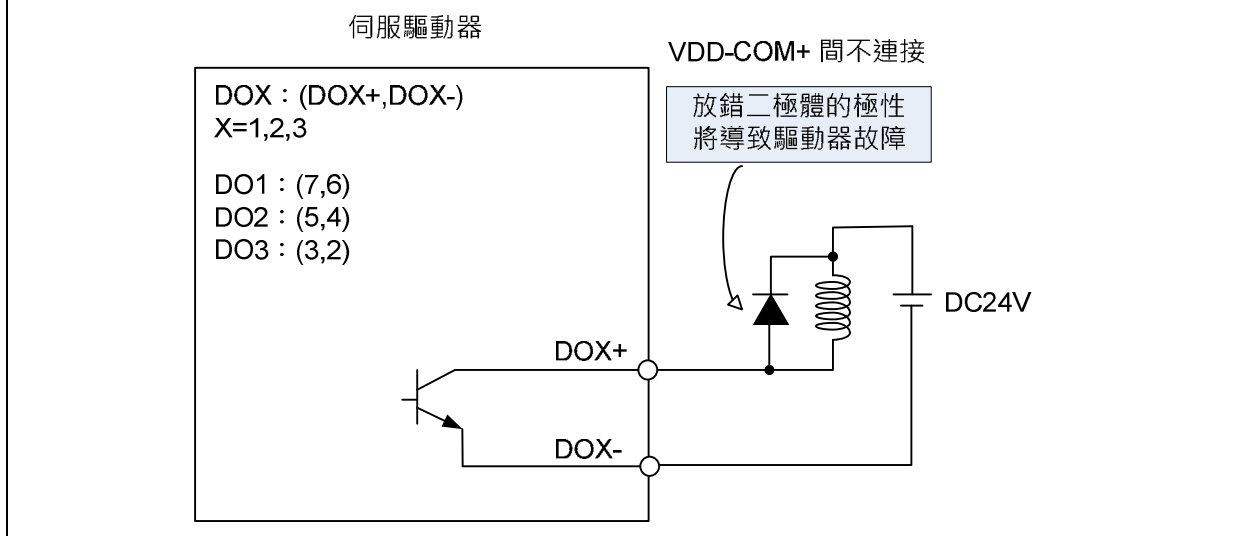 伺服驅動器
VDD-COM+ 間不連接
DOX：(DOX+,DOX-)
X=1,2,3
放錯二極體的極性
將導致驅動器故障
DO1：(7,6)
DO2：(5,4)
DO3：(3,2)
DC24V
DOX+
DOX-